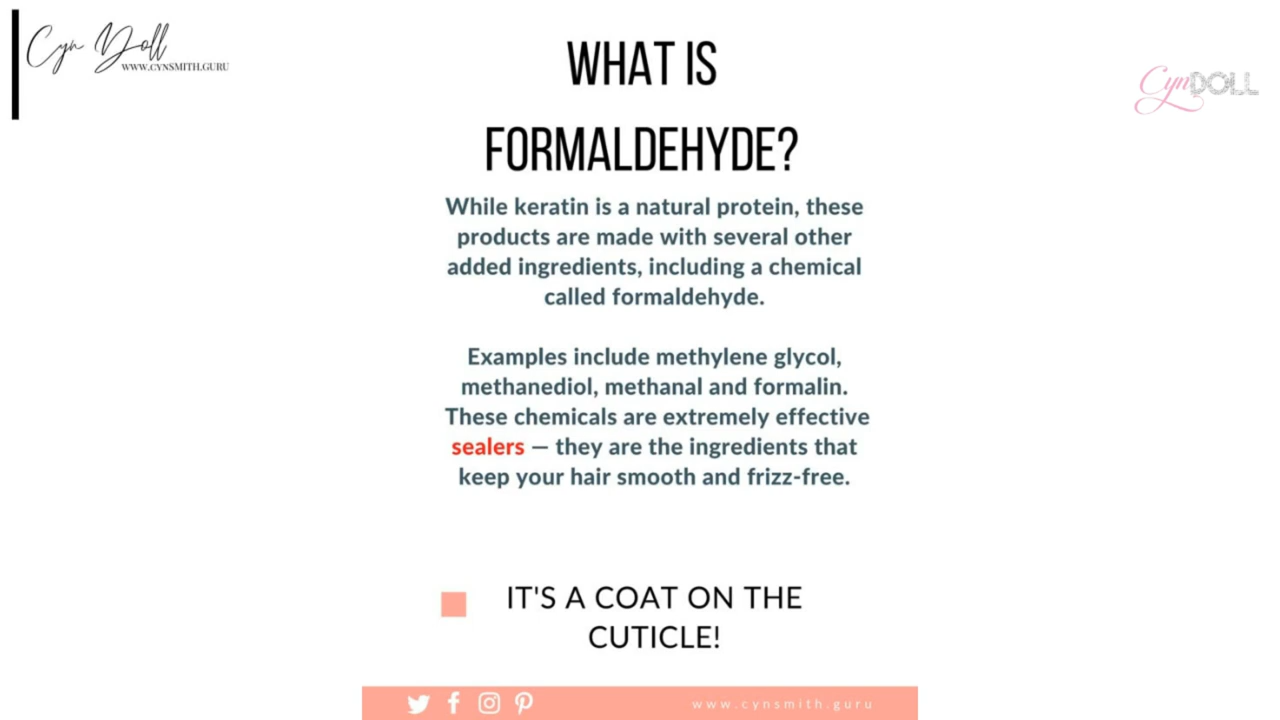 Cyn Doll
WWW.CYNSMITH.GURU
CynDOLL
WHAT IS
FORMALDEHYDE?
While keratin is a natural protein, these
products are made with several other
added ingredients, including a chemical
called formaldehyde.
Examples include methylene glycol,
methanediol, methanal and formalin.
These chemicals are extremely effective
sealers — they are the ingredients that
keep your hair smooth and frizz-free.
IT'S A COAT ON THE
CUTICLE!
www.cynsmith.guru